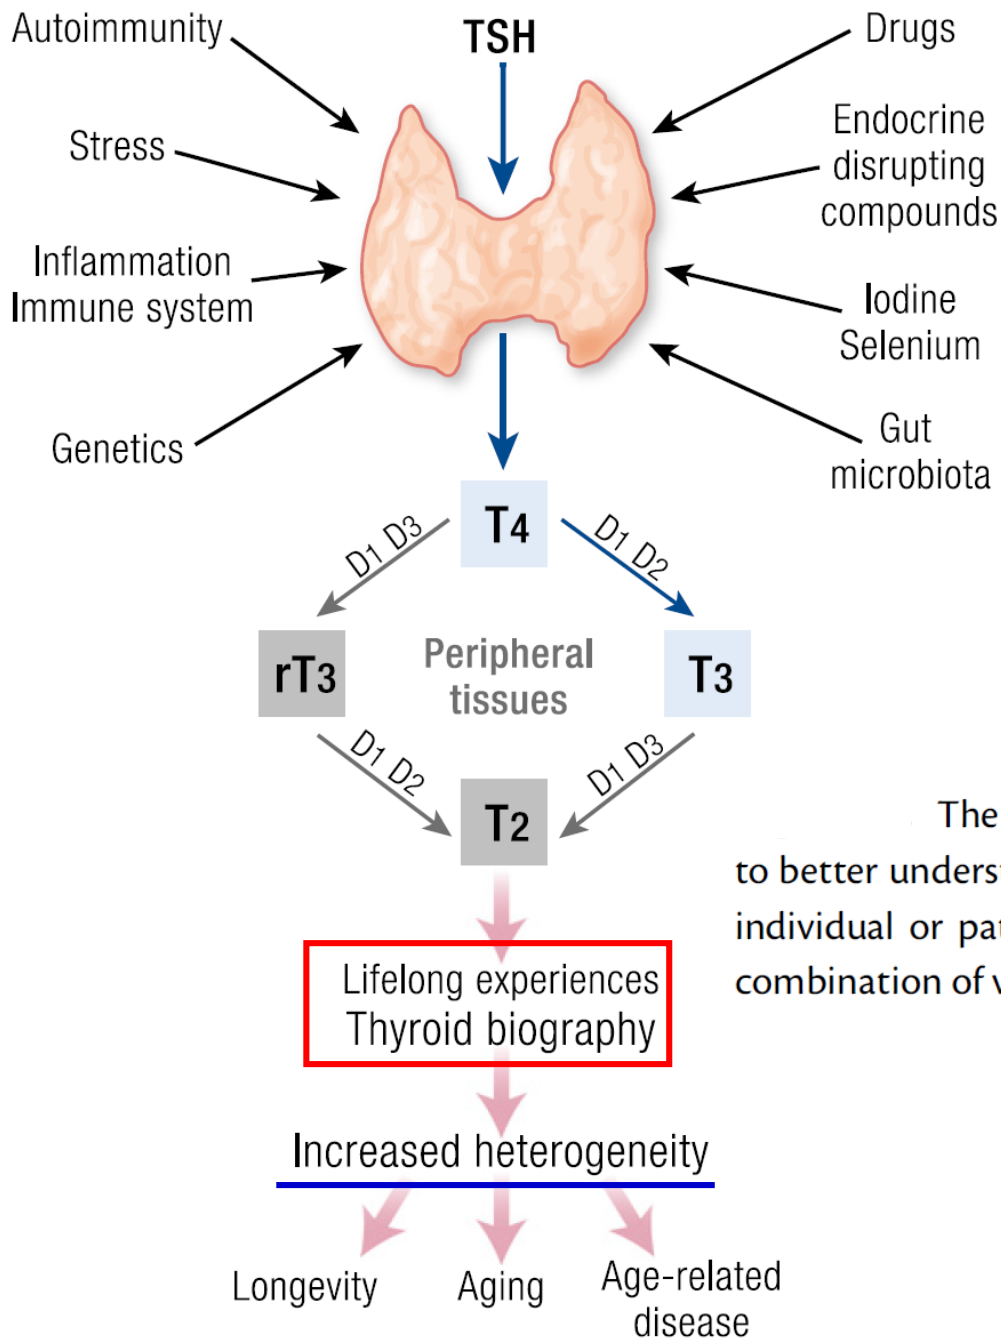 Autoimmunity
TSH
Drugs
Stress
Endocrine
disrupting
compounds
Inflammation
Immune system
Iodine
Selenium
Genetics
Gut
microbiota
T4
D1 D3
D1 D2
rT3
Peripheral
tissues
T3
D1 D2
D1 D3
T2
The
to better unders
individual or pa
combination of v
Lifelong experiences
Thyroid biography
Increased heterogeneity
Longevity
Aging
Age-related
disease